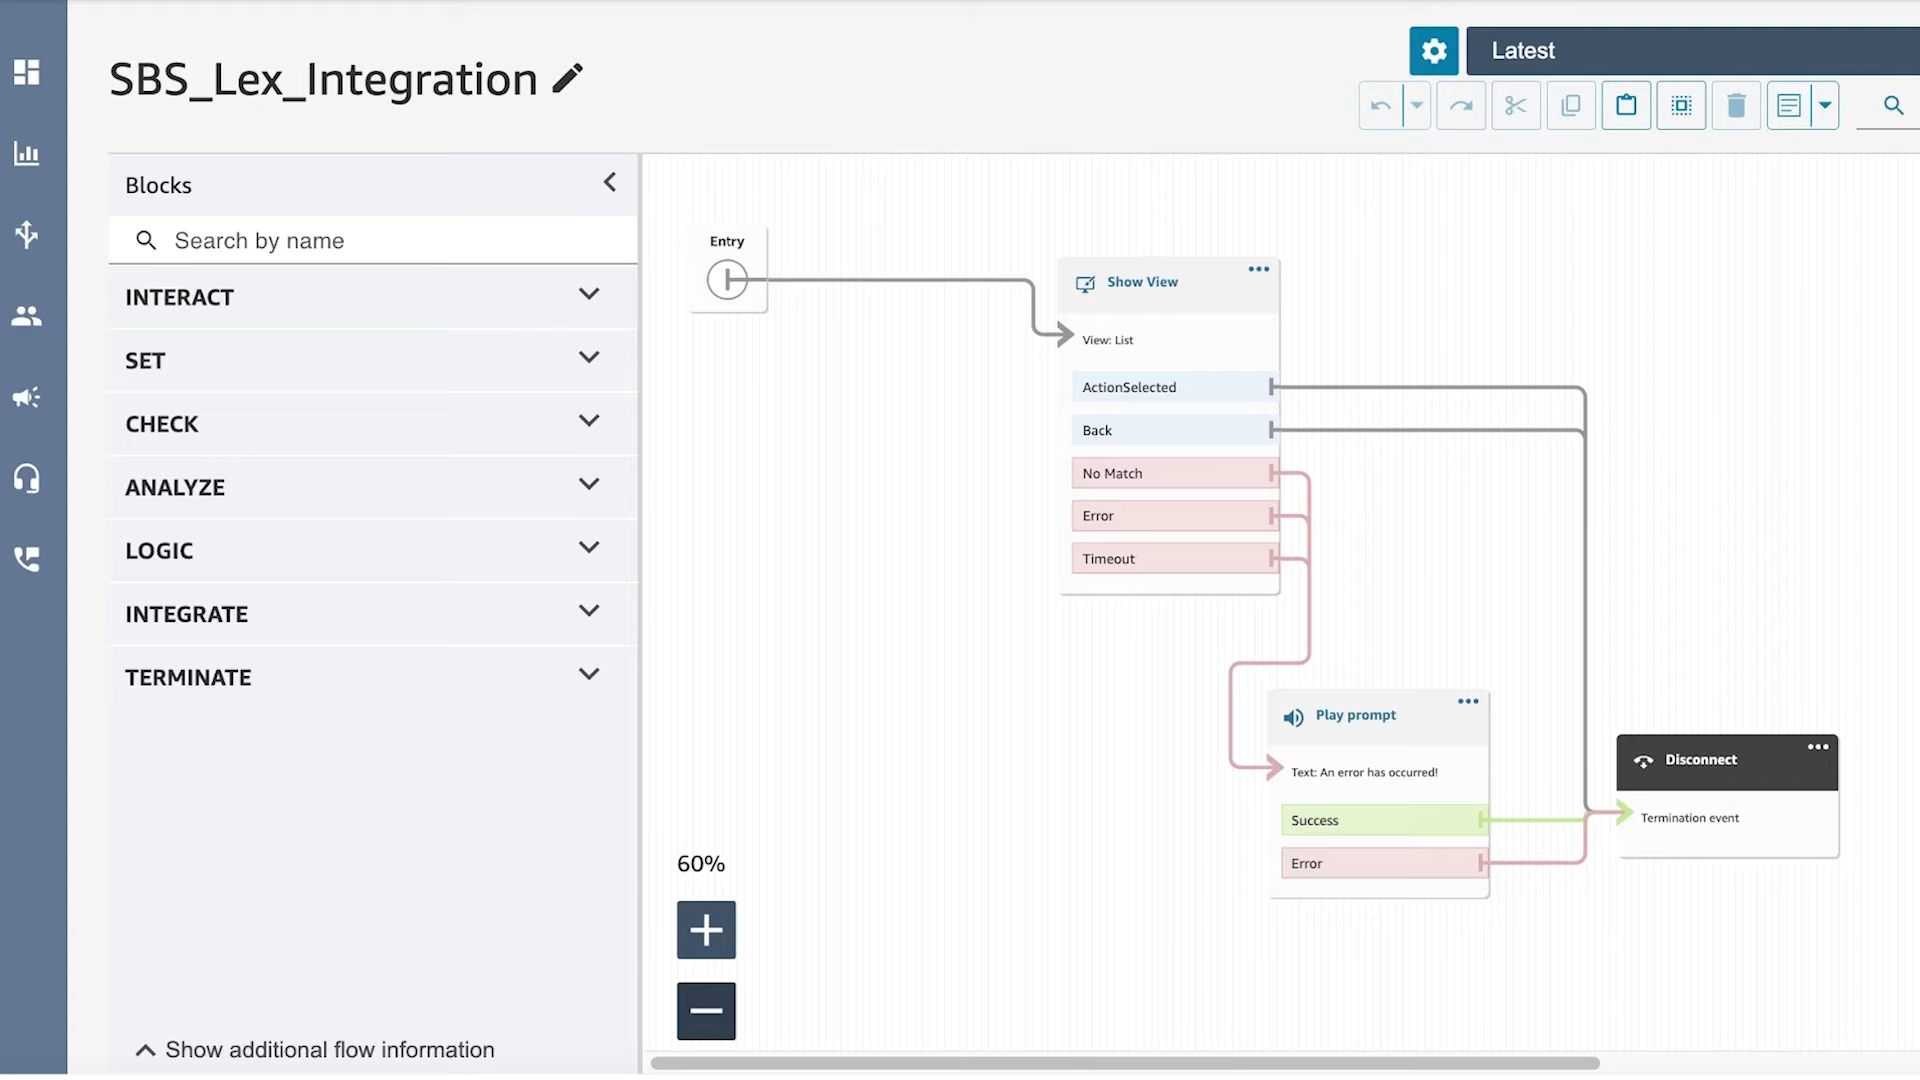 Latest
SBS_Lex_Integration
Blocks
Search by name
INTERACT
SET
CHECK
ANALYZE
LOGIC
INTEGRATE
TERMINATE
Show additional flow information
Entry
Show View
View: List
ActionSelected
Back
No Match
Error
Timeout
Play prompt
Text: An error has occurred!
Success
Error
Disconnect
Termination event
60%